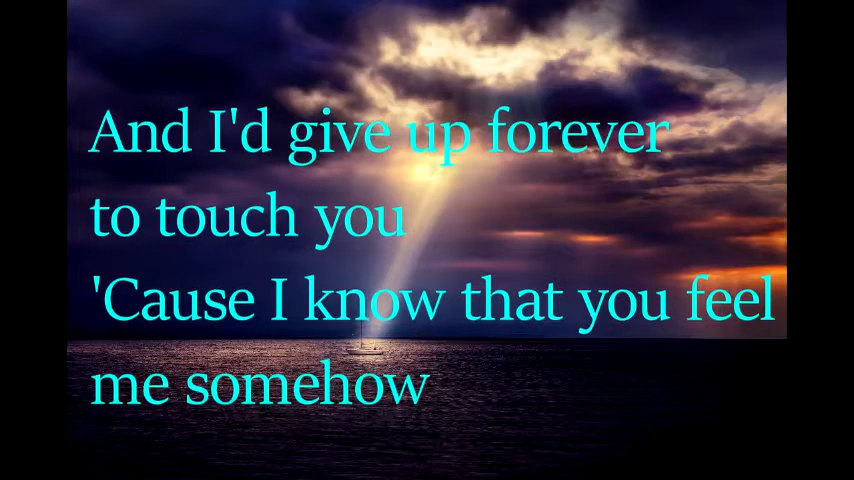 And I'd give up forever
to touch you
'Cause I know that you feel
me somehow